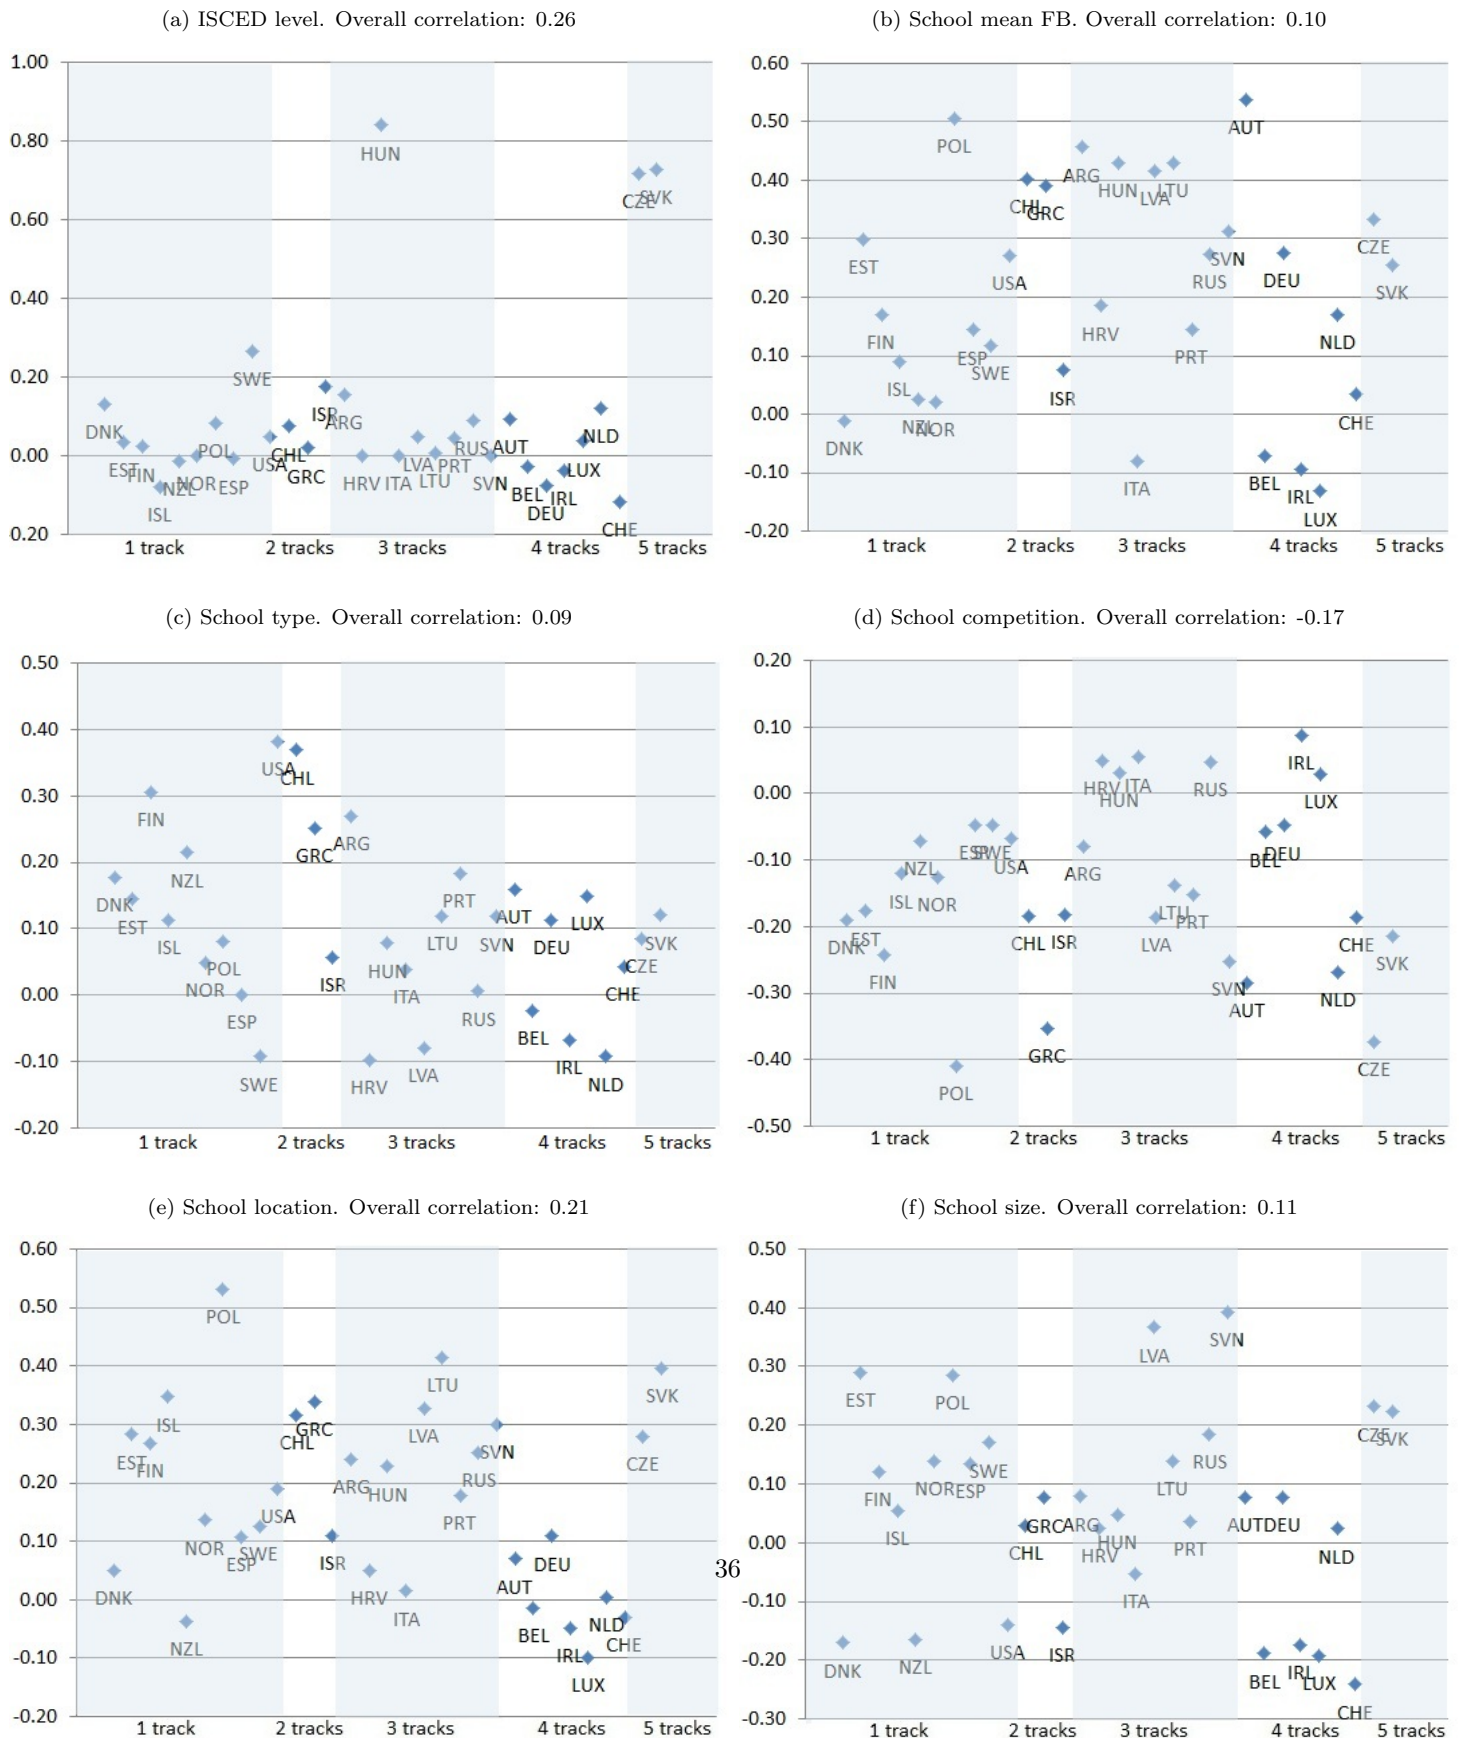 (a) ISCED level. Overall correlation: 0.26
1.00
0.80
0.60
0.40
0.20
0.00
0.20
HUN
CZE
SVK
SWE
DNK
EST
FIN
ISL
NZL
NOR
POL
ESP
USA
CHL
GRC
ISR
ARG
HRV
ITA
LVA
LTU
PRT
RUS
SVN
AUT
BEL
DEU
IRL
LUX
NLD
CHE
1 track
2 tracks
3 tracks
4 tracks
5 tracks
(b) School mean FB. Overall correlation: 0.10
0.60
0.50
0.40
0.30
0.20
0.10
0.00
-0.10
-0.20
DNK
EST
FIN
ISL
NZL
NOR
POL
ESP
SWE
USA
CHL
GRC
ISR
ARG
HRV
HUN
ITA
LVA
LTU
PRT
RUS
SVN
AUT
BEL
DEU
IRL
LUX
NLD
CHE
CZE
SVK
1 track
2 tracks
3 tracks
4 tracks
5 tracks
(c) School type. Overall correlation: 0.09
0.50
0.40
0.30
0.20
0.10
0.00
-0.10
-0.20
DNK
EST
FIN
ISL
NZL
NOR
POL
ESP
SWE
USA
CHL
GRC
ISR
ARG
HRV
HUN
ITA
LVA
LTU
PRT
RUS
SVN
AUT
BEL
DEU
IRL
LUX
NLD
CHE
CZE
SVK
1 track
2 tracks
3 tracks
4 tracks
5 tracks
(d) School competition. Overall correlation: -0.17
0.20
0.10
0.00
-0.10
-0.20
-0.30
-0.40
-0.50
DNK
EST
FIN
ISL
NZL
NOR
POL
ESP
SWE
USA
CHL
GRC
ISR
ARG
HRV
HUN
ITA
LVA
LTU
PRT
RUS
SVN
AUT
BEL
DEU
IRL
LUX
NLD
CHE
CZE
SVK
1 track
2 tracks
3 tracks
4 tracks
5 tracks
(e) School location. Overall correlation: 0.21
0.60
0.50
0.40
0.30
0.20
0.10
0.00
-0.10
-0.20
DNK
EST
FIN
ISL
NZL
NOR
POL
ESP
SWE
USA
CHL
GRC
ISR
ARG
HRV
HUN
ITA
LVA
LTU
PRT
RUS
SVN
AUT
BEL
DEU
IRL
LUX
NLD
CHE
CZE
SVK
1 track
2 tracks
3 tracks
4 tracks
5 tracks
(f) School size. Overall correlation: 0.11
0.50
0.40
0.30
0.20
0.10
0.00
-0.10
-0.20
-0.30
DNK
EST
FIN
ISL
NZL
NOR
POL
ESP
SWE
USA
CHL
GRC
ISR
ARG
HRV
HUN
ITA
LVA
LTU
PRT
RUS
SVN
AUT
BEL
DEU
IRL
LUX
NLD
CHE
CZE
SVK
1 track
2 tracks
3 tracks
4 tracks
5 tracks
36